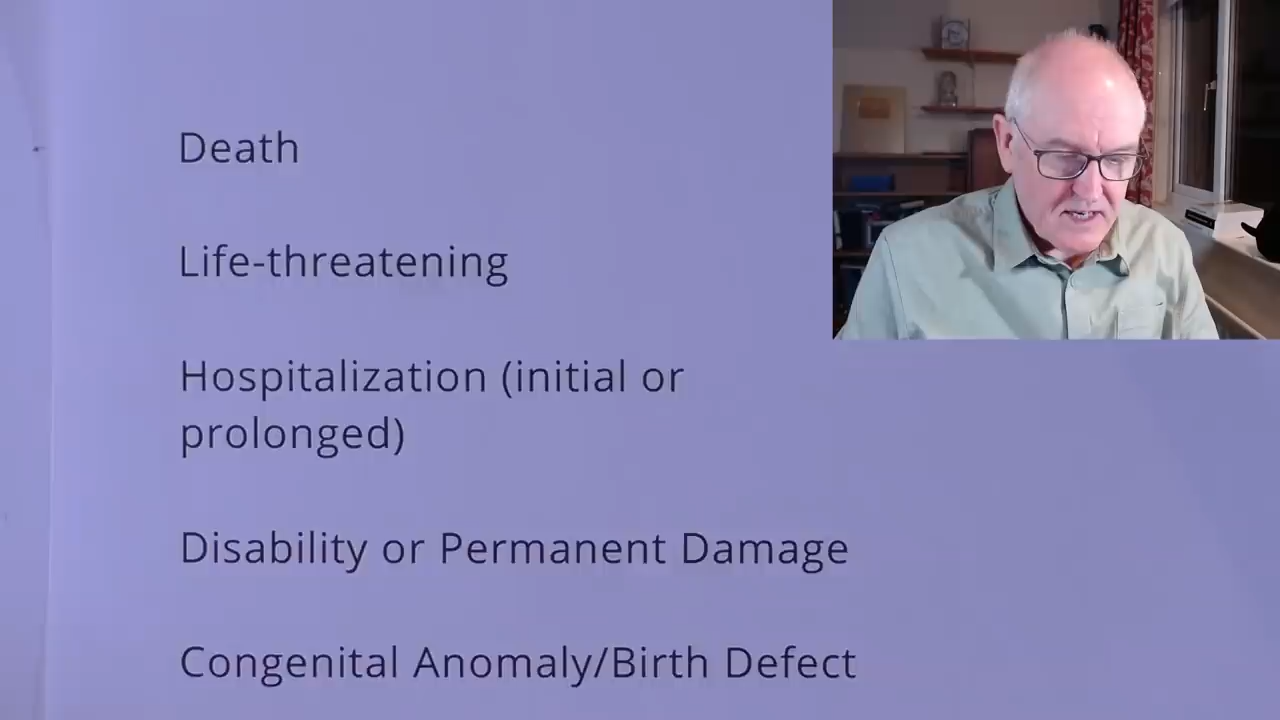 Death
Life-threatening
Hospitalization (initial or
prolonged)
Disability or Permanent Damage
Congenital Anomaly/Birth Defect